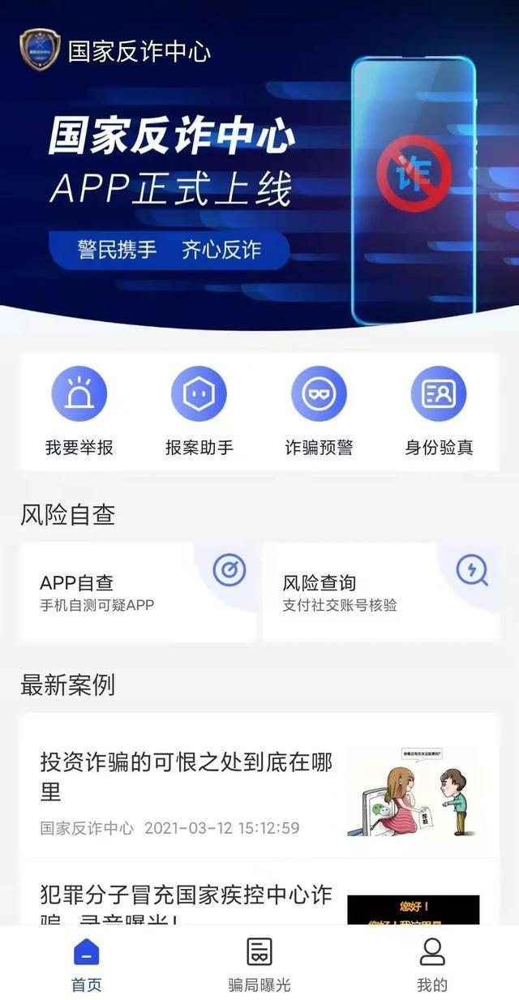 国家反诈中心
国家反诈中心
APP正式上线
警民携手 齐心反诈
诈
我要举报 报案助手 诈骗预警 身份验真
风险自查
APP自查 风险查询
手机自测可疑APP 支付社交账号核验
最新案例
投资诈骗的可恨之处到底在哪
里
国家反诈中心 2021-03-12 15:12:59
荐股
犯罪分子冒充国家疾控中心诈
骗，录音曝光！
您好！
首页 骗局曝光 我的